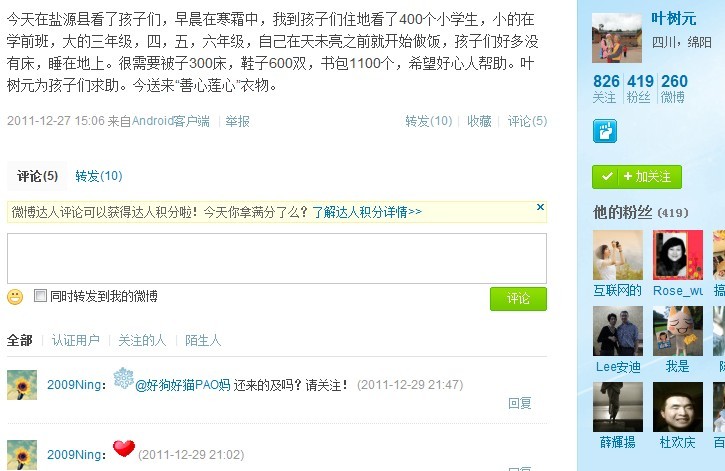 今天在盐源县看了孩子们，早晨在寒霜中，我到孩子们住地看了400个小学生，小的在
学前班，大的三年级，四，五，六年级，自己在天未亮之前就开始做饭，孩子们好多没
有床，睡在地上。很需要被子300床，鞋子600双，书包1100个，希望好心人帮助。叶
树元为孩子们求助。今送来“善心莲心”衣物。
2011-12-27 15:06 来自Android客户端 | 举报
转发(10) | 收藏 | 评论(5)
评论(5) 转发(10)
微博达人评论可以获得达人积分啦！今天你拿满分了么？了解达人积分详情>>
同时转发到我的微博
评论
全部 | 认证用户 | 关注的人 | 陌生人
2009Ning：@好狗好猫PAO妈 还来的及吗？请关注！ (2011-12-29 21:47)
回复
2009Ning： (2011-12-29 21:02)
叶树元
四川，绵阳
826 419 260
关注 粉丝 微博
+加关注
他的粉丝 (419)
互联网的 Rose_wu 搞
Lee安迪 我是
薛輝揚 杜欢庆 百